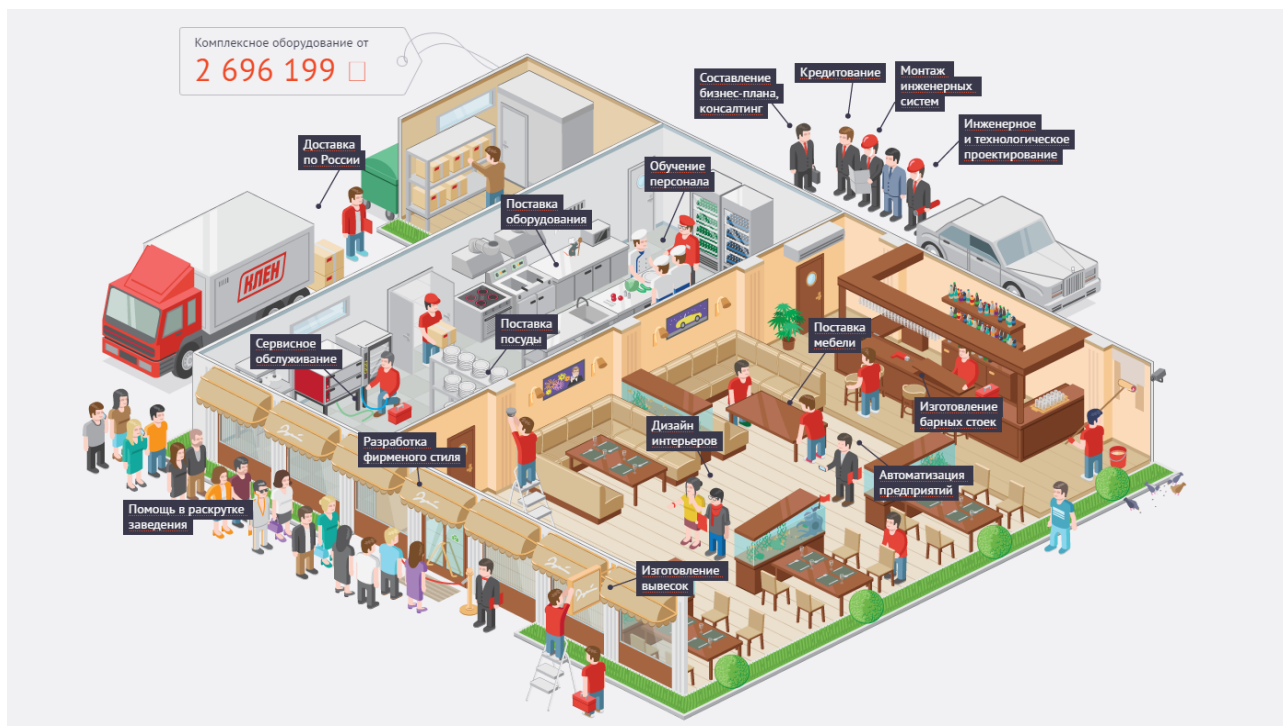 Комплексное оборудование от
2 696 199
Составление
бизнес-плана,
консалтинг
Кредитование
Монтаж
инженерных
систем
Инженерное
и технологическое
проектирование
Доставка
по России
Обучение
персонала
Поставка
оборудования
КЛЕН
Поставка
посуды
Поставка
мебели
Сервисное
обслуживание
Изготовление
барных стоек
Дизайн
интерьеров
Разработка
фирменого стиля
Автоматизация
предприятий
Помощь в раскрутке
заведения
Изготовление
вывесок